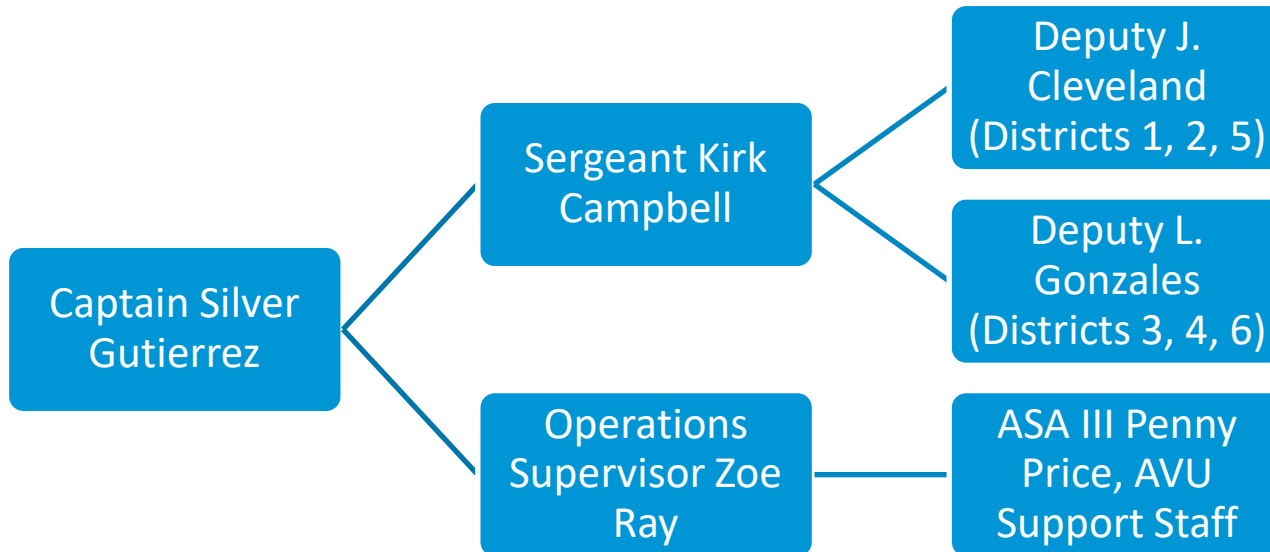 Captain Silver
Gutierrez
Sergeant Kirk
Campbell
Deputy J.
Cleveland
(Districts 1, 2, 5)
Deputy L.
Gonzales
(Districts 3, 4, 6)
Operations
Supervisor Zoe
Ray
ASA III Penny
Price, AVU
Support Staff